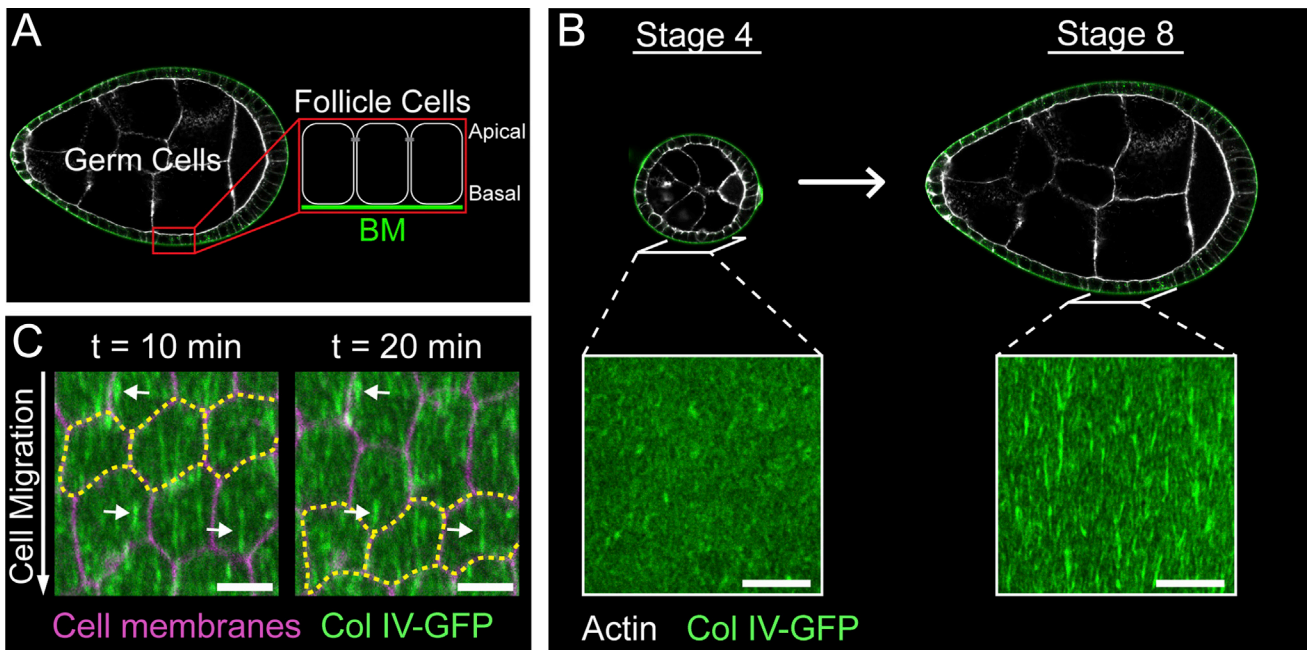 A
Follicle Cells
Apical
Germ Cells
Basal
BM
B
Stage 4
Stage 8
Actin Col IV-GFP
C
t = 10 min
t = 20 min
Cell Migration
Cell membranes Col IV-GFP